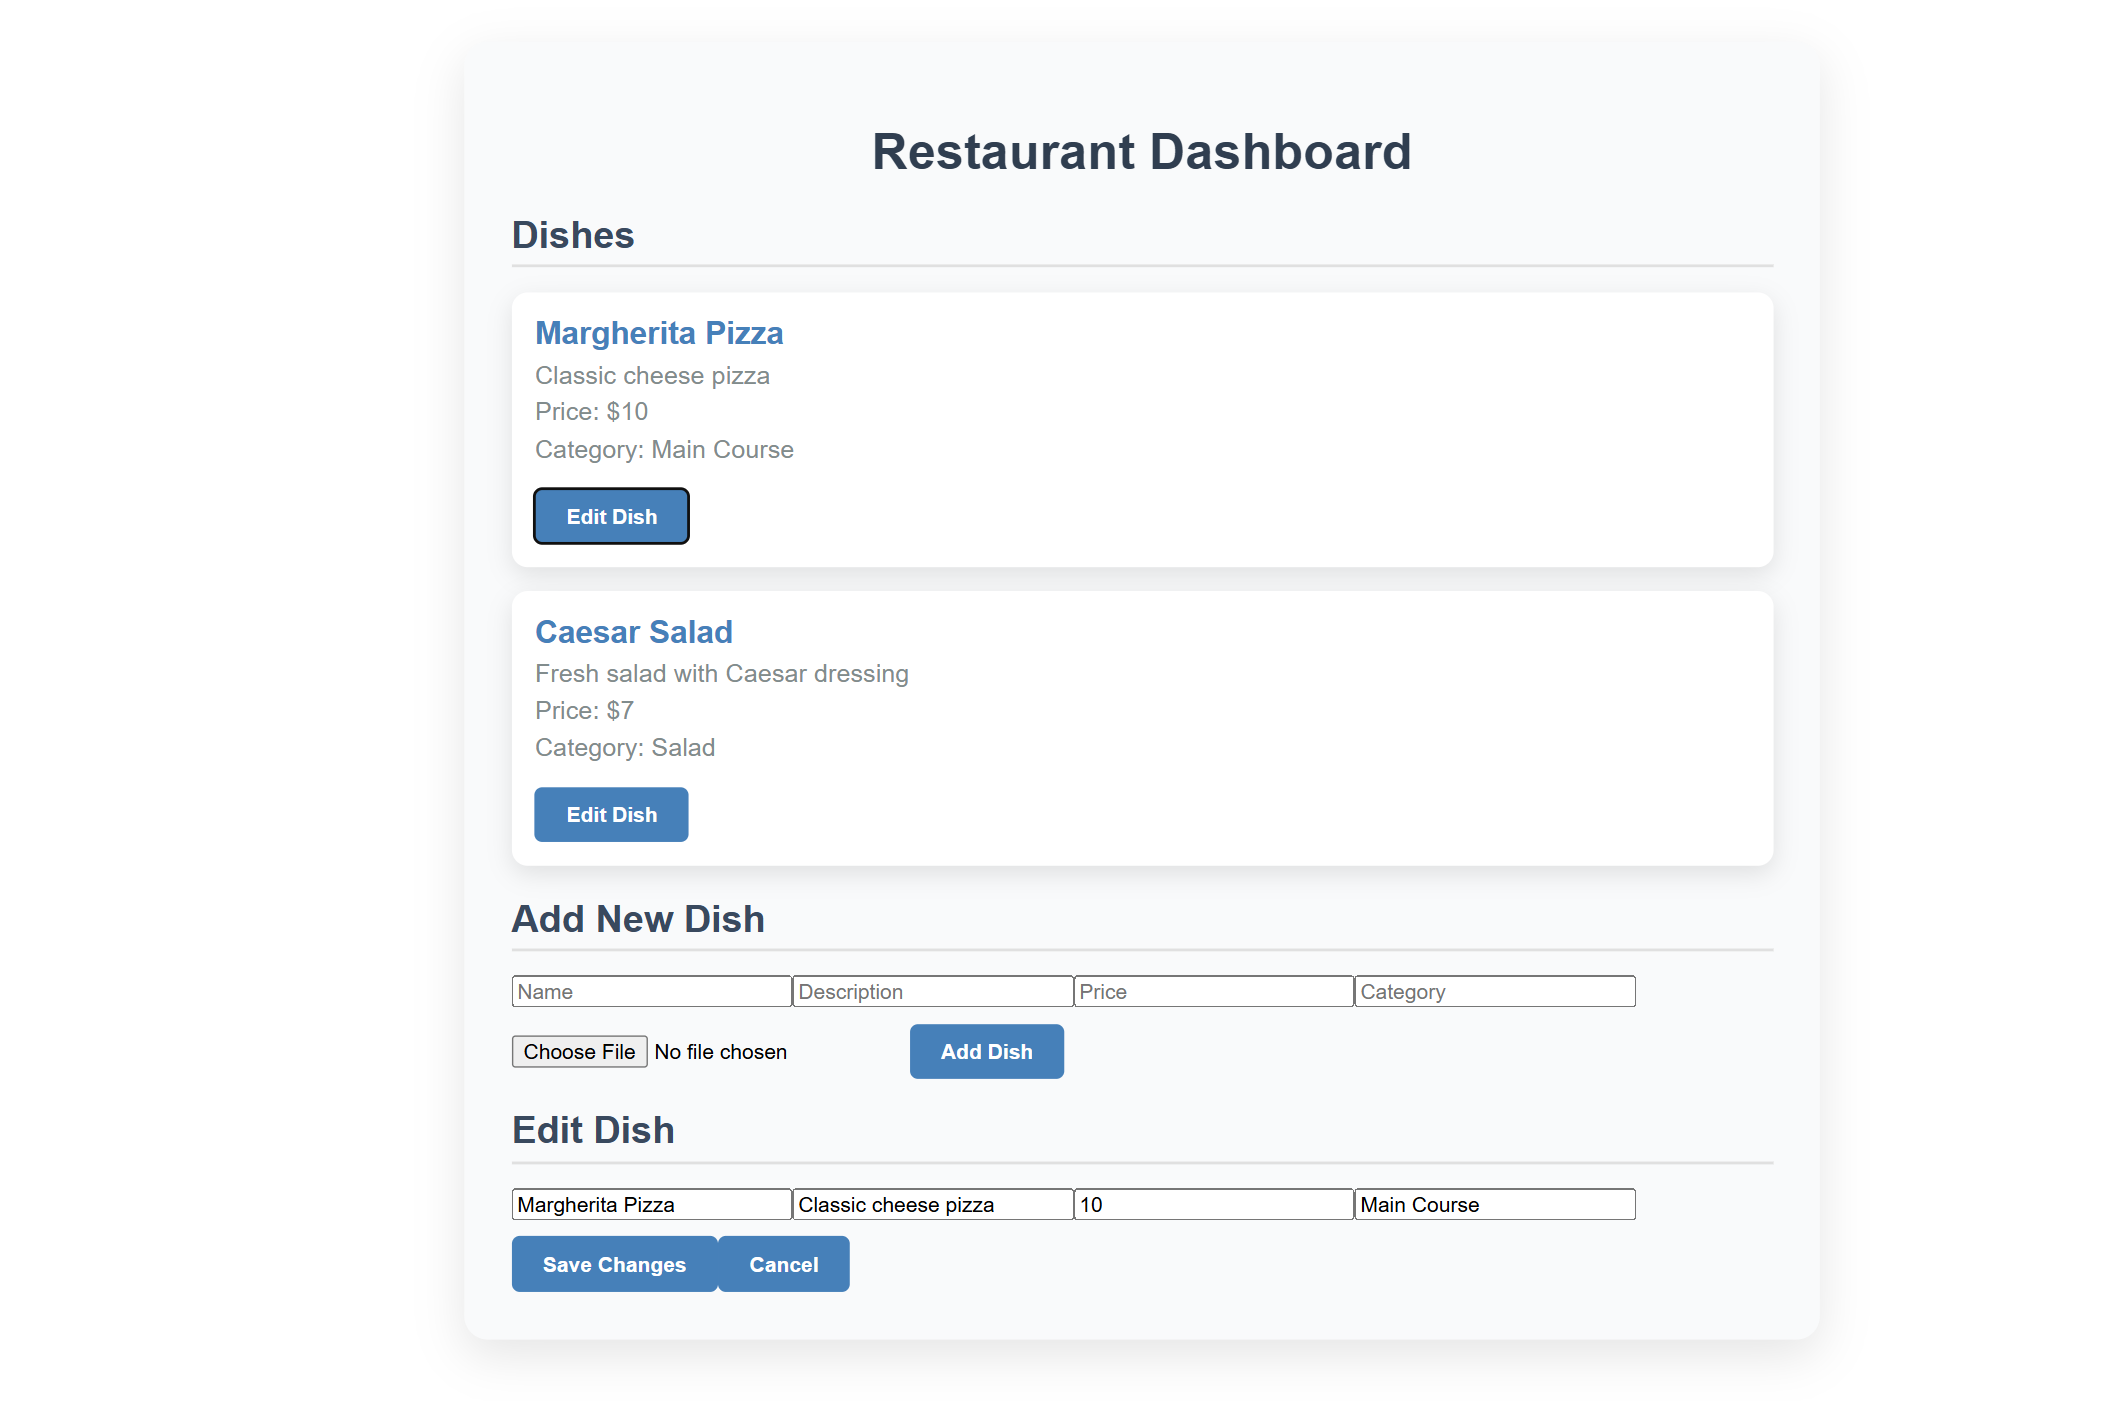 Restaurant Dashboard
Dishes
Margherita Pizza
Classic cheese pizza
Price: $10
Category: Main Course
Edit Dish
Caesar Salad
Fresh salad with Caesar dressing
Price: $7
Category: Salad
Edit Dish
Add New Dish
Name Description Price Category
Choose File No file chosen Add Dish
Edit Dish
Margherita Pizza Classic cheese pizza 10 Main Course
Save Changes Cancel